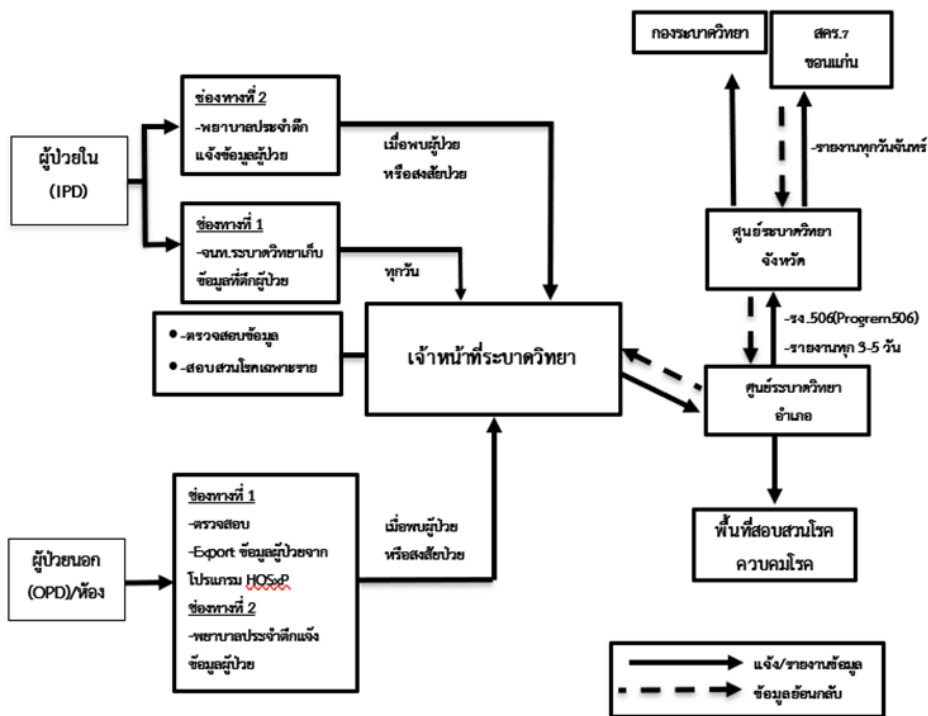 กองระบาดวิทยา
สคร.7
ขอนแก่น
ช่องทางที่ 2
-พยาบาลประจำตึก
แจ้งข้อมูลผู้ป่วย
เมื่อพบผู้ป่วย
หรือสงสัยป่วย
-รายงานทุกวันจันทร์
ผู้ป่วยใน
(IPD)
ช่องทางที่ 1
-จนท.ระบาดวิทยาเก็บ
ข้อมูลที่ตึกผู้ป่วย
ทุกวัน
ศูนย์ระบาดวิทยา
จังหวัด
-รง.506(Progrem506)
-รายงานทุก 3-5 วัน
• -ตรวจสอบข้อมูล
• -สอบสวนโรคเฉพาะราย
เจ้าหน้าที่ระบาดวิทยา
ศูนย์ระบาดวิทยา
อำเภอ
ช่องทางที่ 1
-ตรวจสอบ
-Export ข้อมูลผู้ป่วยจาก
โปรแกรม HOSxP
ช่องทางที่ 2
-พยาบาลประจำตึกแจ้ง
ข้อมูลผู้ป่วย
เมื่อพบผู้ป่วย
หรือสงสัยป่วย
ผู้ป่วยนอก
(OPD)/ห้อง
พื้นที่สอบสวนโรค
ควบคมโรค
แจ้ง/รายงานข้อมูล
ข้อมูลย้อนกลับ